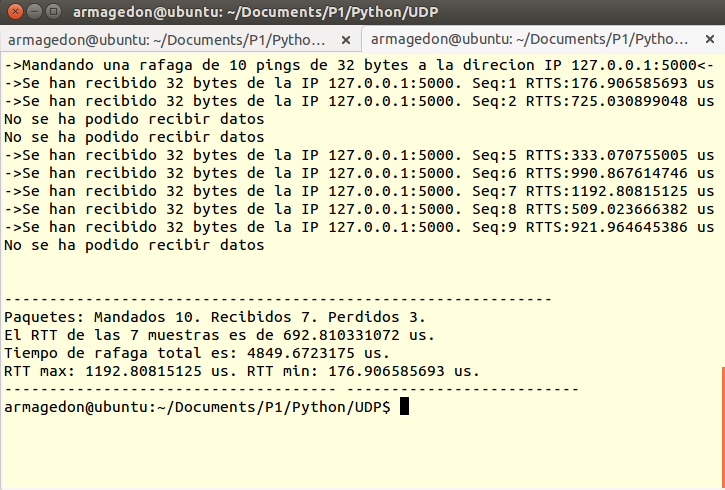 armagedon@ubuntu: ~/Documents/P1/Python/UDP
armagedon@ubuntu: ~/Documents/P1/Pytho... × armagedon@ubuntu: ~/Documents/P1/Pytho... ×
->Mandando una rafaga de 10 pings de 32 bytes a la direcion IP 127.0.0.1:5000<-
->Se han recibido 32 bytes de la IP 127.0.0.1:5000. Seq:1 RTTS:176.906585693 us
->Se han recibido 32 bytes de la IP 127.0.0.1:5000. Seq:2 RTTS:725.030899048 us
No se ha podido recibir datos
No se ha podido recibir datos
->Se han recibido 32 bytes de la IP 127.0.0.1:5000. Seq:5 RTTS:333.070755005 us
->Se han recibido 32 bytes de la IP 127.0.0.1:5000. Seq:6 RTTS:990.867614746 us
->Se han recibido 32 bytes de la IP 127.0.0.1:5000. Seq:7 RTTS:1192.80815125 us
->Se han recibido 32 bytes de la IP 127.0.0.1:5000. Seq:8 RTTS:509.023666382 us
->Se han recibido 32 bytes de la IP 127.0.0.1:5000. Seq:9 RTTS:921.964645386 us
No se ha podido recibir datos
-------------------------------------------------------------
Paquetes: Mandados 10. Recibidos 7. Perdidos 3.
El RTT de las 7 muestras es de 692.810331072 us.
Tiempo de rafaga total es: 4849.6723175 us.
RTT max: 1192.80815125 us. RTT min: 176.906585693 us.
------------------------------------- --------------------------
armagedon@ubuntu:~/Documents/P1/Python/UDP$